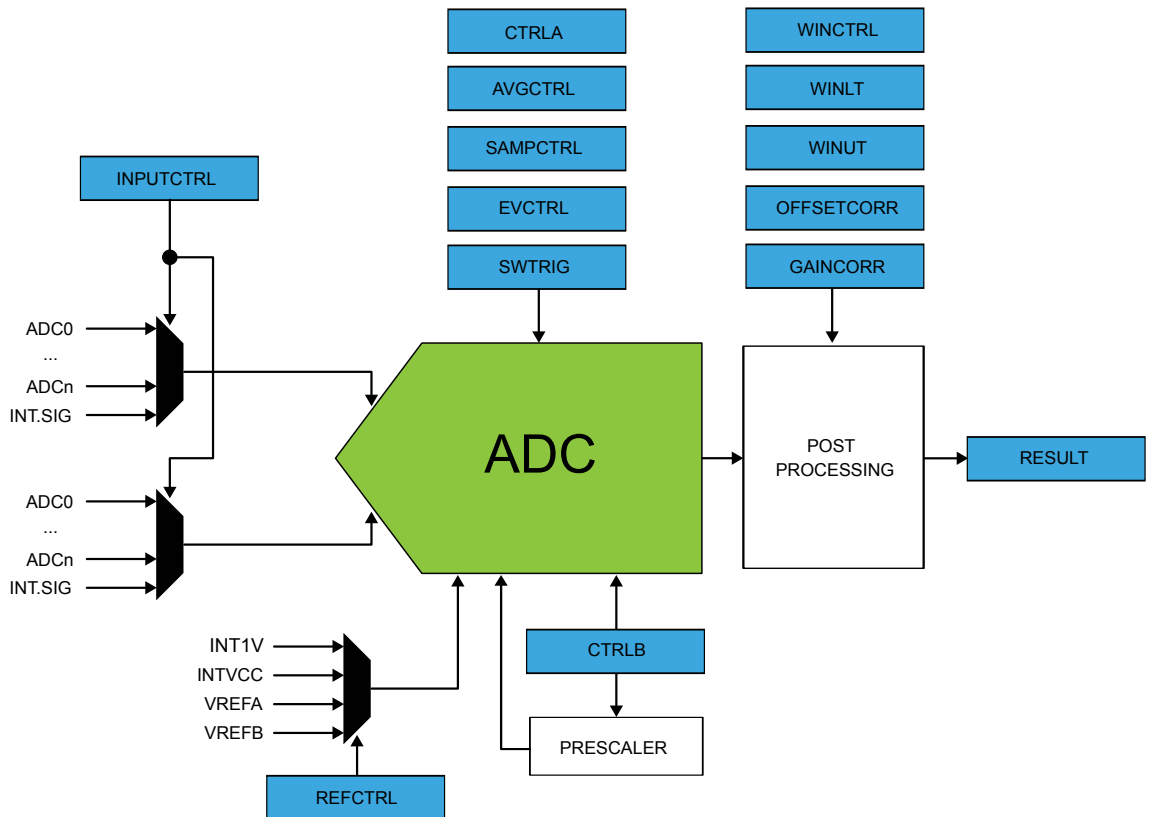 CTRLA
AVGCTRL
SAMPCTRL
EVCTRL
SWTRIG
WINCTRL
WINLT
WINUT
OFFSETCORR
GAINCORR
INPUTCTRL
ADC0
...
ADCn
INT.SIG
ADC0
...
ADCn
INT.SIG
ADC
POST
PROCESSING
RESULT
INT1V
INTVCC
VREFA
VREFB
REFCTRL
CTRLB
PRESCALER